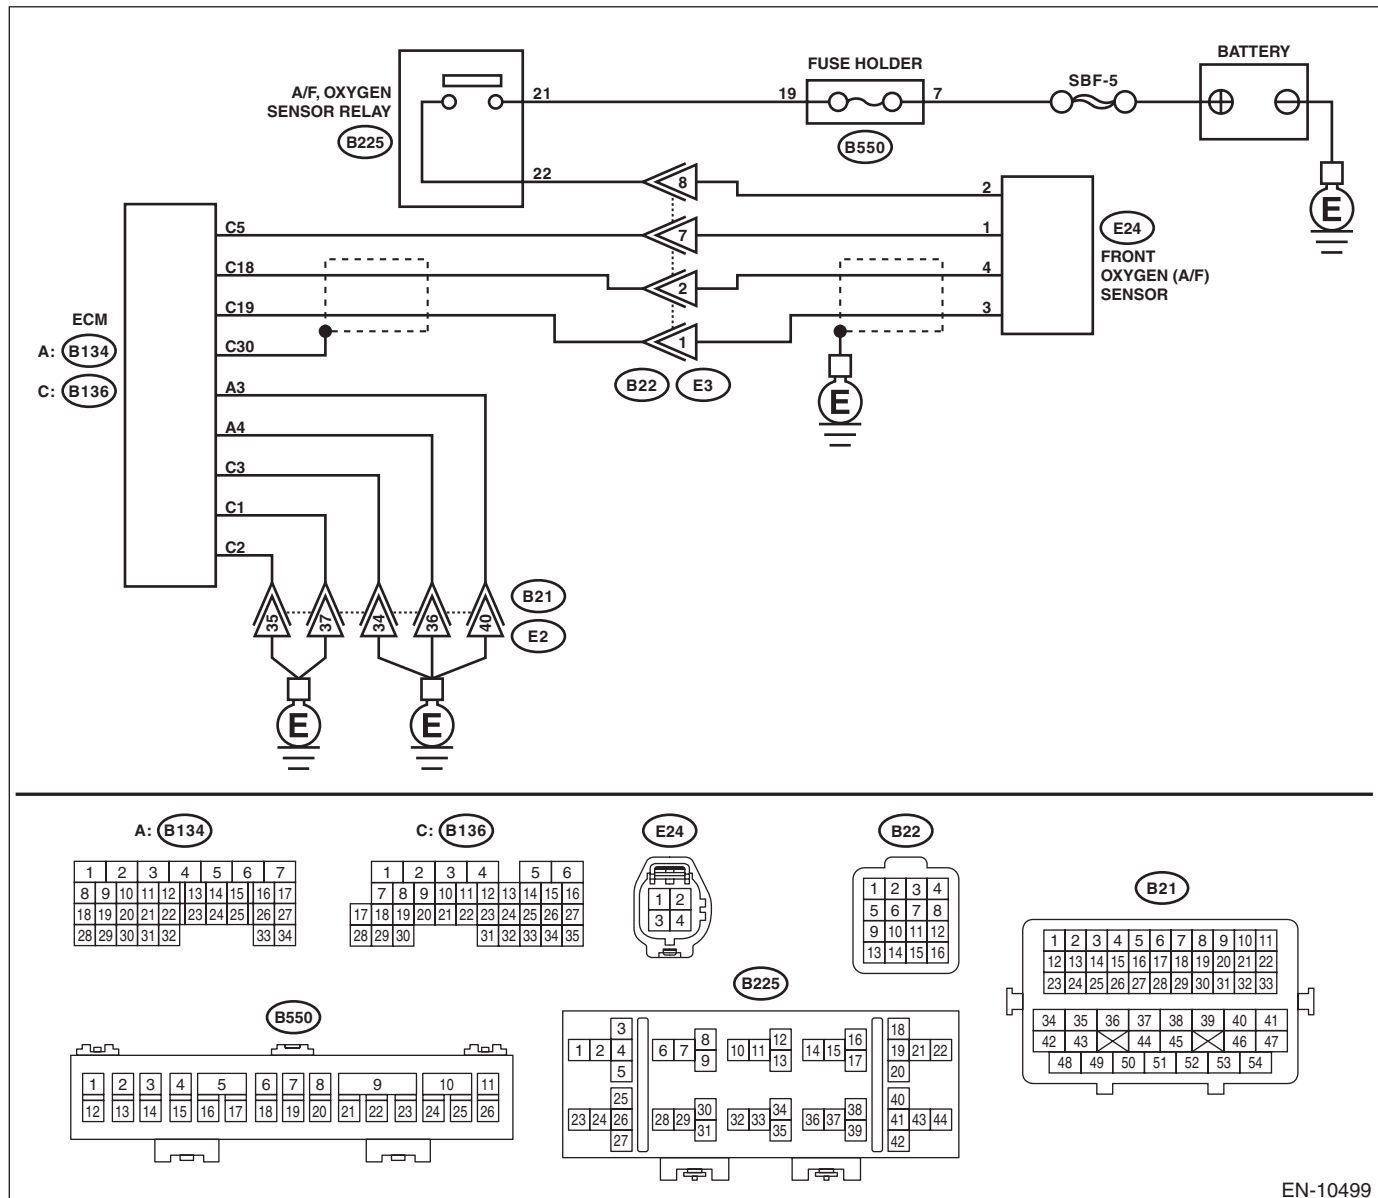 BATTERY
FUSE HOLDER
SBF-5
A/F, OXYGEN
SENSOR RELAY
B225
21
19
7
B550
22
8
2
E
E24
FRONT
OXYGEN (A/F)
SENSOR
C5
7
1
C18
2
4
C19
1
3
ECM
A: B134
C: B136
C30
B22
E3
E
A3
A4
C3
C1
C2
35
37
34
36
40
B21
E2
E
E
A: B134
1 2 3 4 5 6 7
8 9 10 11 12 13 14 15 16 17
18 19 20 21 22 23 24 25 26 27
28 29 30 31 32 33 34
C: B136
1 2 3 4 5 6
7 8 9 10 11 12 13 14 15 16
17 18 19 20 21 22 23 24 25 26 27
28 29 30 31 32 33 34 35
E24
1 2
3 4
B22
1 2 3 4
5 6 7 8
9 10 11 12
13 14 15 16
B21
1 2 3 4 5 6 7 8 9 10 11
12 13 14 15 16 17 18 19 20 21 22
23 24 25 26 27 28 29 30 31 32 33
34 35 36 37 38 39 40 41
42 43 44 45 46 47
48 49 50 51 52 53 54
B550
1 2 3 4 5 6 7 8 9 10 11
12 13 14 15 16 17 18 19 20 21 22 23 24 25 26
B225
3 8 12 16 18
1 2 4 6 7 10 11 14 15 19 21 22
5 9 13 17 20
25 30 34 38 40
23 24 26 28 29 32 33 36 37 41 43 44
27 31 35 39 42
EN-10499